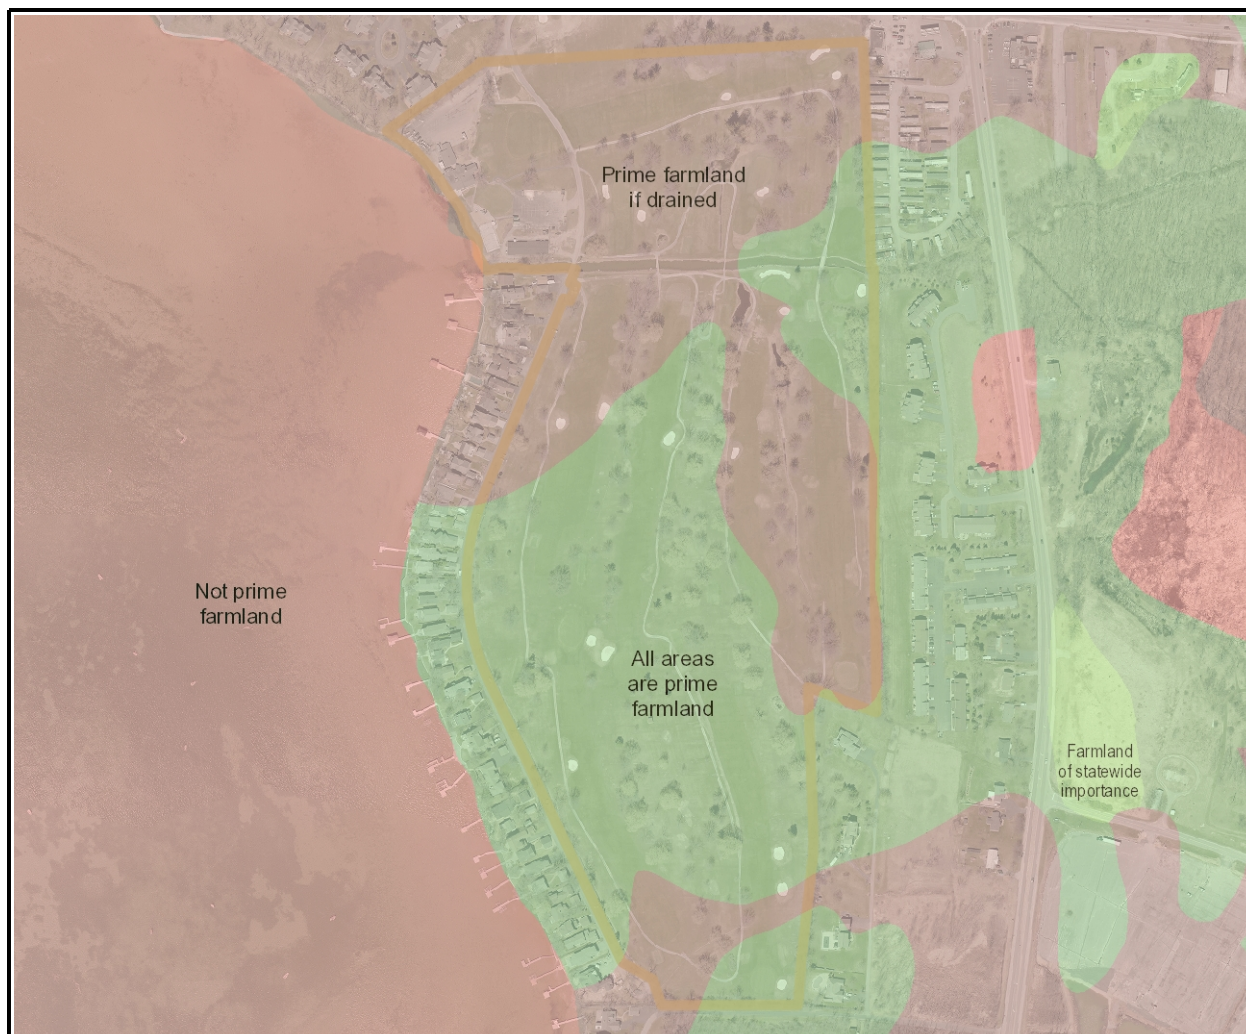 Prime farmland
if drained
Not prime
farmland
All areas
are prime
farmland
Farmland
of statewide
importance